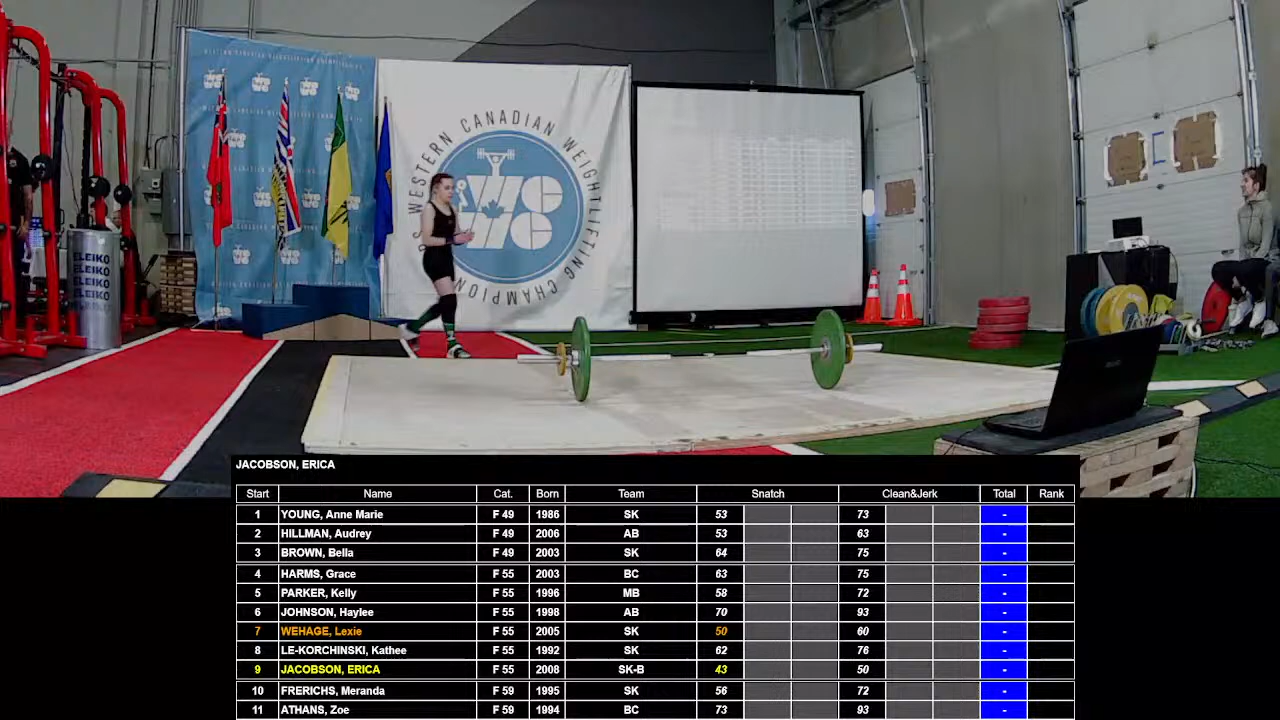 WESTERN CANADIAN WEIGHTLIFTING CHAMPIONSHIPS
WC
WC
ELEIKO
ELEIKO
ELEIKO
ELEIKO
JACOBSON, ERICA
Start Name Cat. Born Team Snatch Clean&Jerk Total Rank
1 YOUNG, Anne Marie F 49 1986 SK 53 73 -
2 HILLMAN, Audrey F 49 2006 AB 53 63 -
3 BROWN, Bella F 49 2003 SK 64 75 -
4 HARMS, Grace F 55 2003 BC 63 75 -
5 PARKER, Kelly F 55 1996 MB 58 72 -
6 JOHNSON, Haylee F 55 1998 AB 70 93 -
7 WEHAGE, Lexie F 55 2005 SK 50 60 -
8 LE-KORCHINSKI, Kathee F 55 1992 SK 62 76 -
9 JACOBSON, ERICA F 55 2008 SK-B 43 50 -
10 FRERICHS, Meranda F 59 1995 SK 56 72 -
11 ATHANS, Zoe F 59 1994 BC 73 93 -